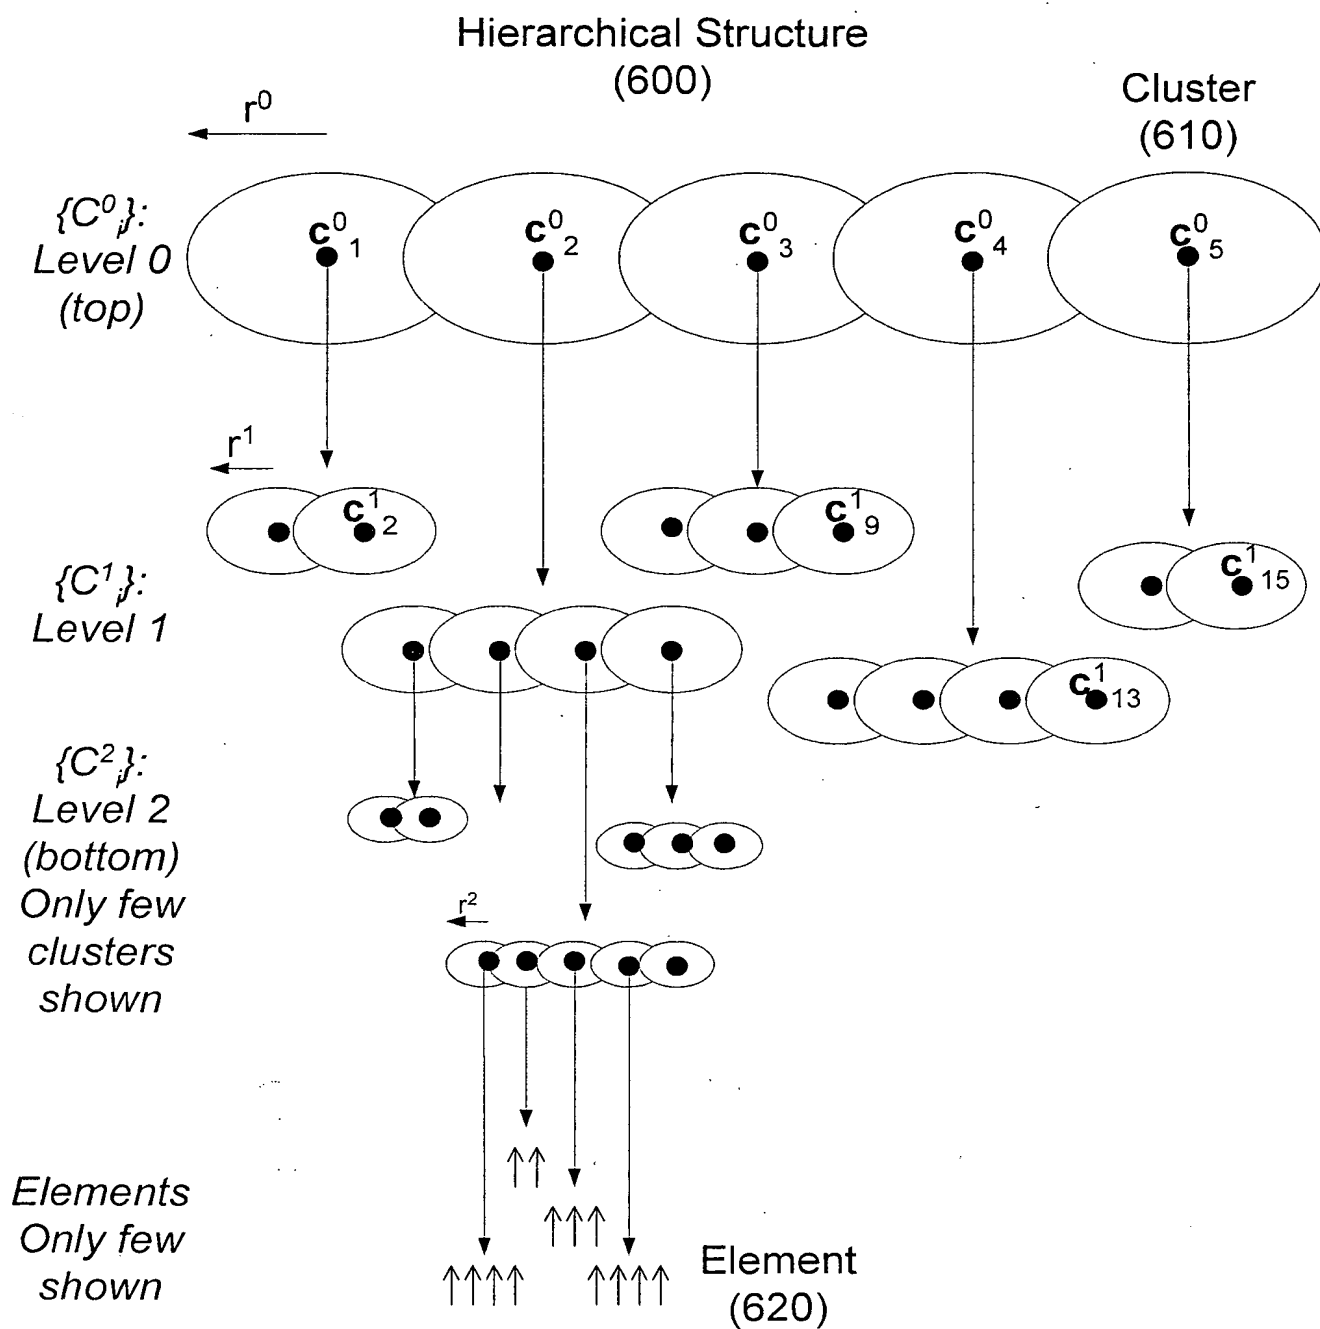 Hierarchical Structure
(600)
Cluster
(610)
r⁰
{C⁰ᵢ}:
Level 0
(top)
c⁰₁
c⁰₂
c⁰₃
c⁰₄
c⁰₅
r¹
c¹₂
c¹₉
c¹₁₅
{C¹ᵢ}:
Level 1
c¹₁₃
{C²ᵢ}:
Level 2
(bottom)
Only few
clusters
shown
r²
Elements
Only few
shown
Element
(620)